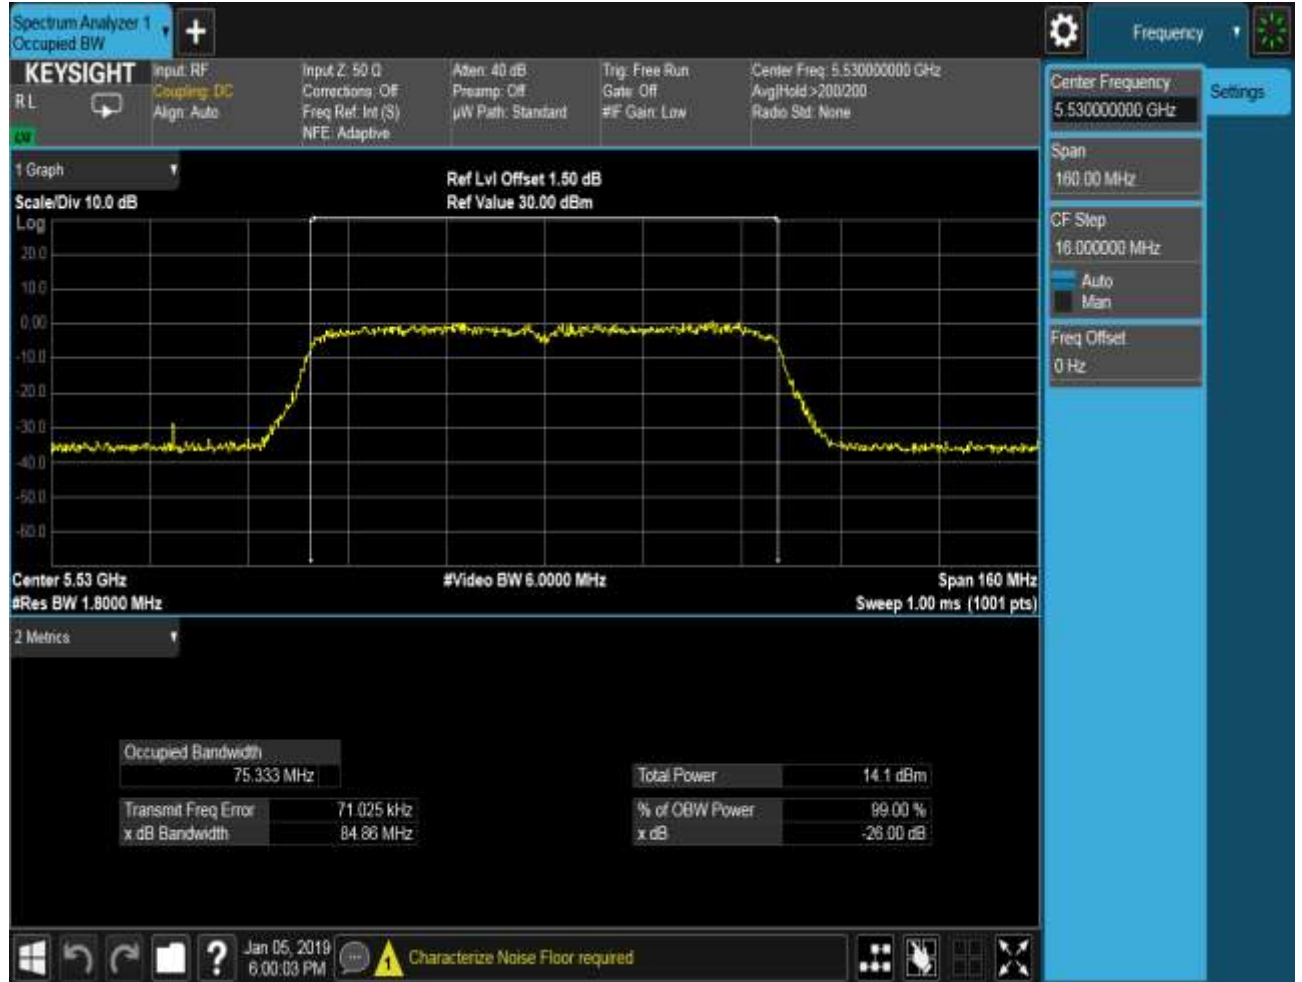 Spectrum Analyzer 1
Occupied BW
Frequency
KEYSIGHT
RL
Input: RF
Coupling: DC
Align: Auto
Input Z: 50 Ω
Corrections: Off
Freq Ref: Int (S)
NFE: Adaptive
Atten: 40 dB
Preamp: Off
µW Path: Standard
Trig: Free Run
Gate: Off
#IF Gain: Low
Center Freq: 5.530000000 GHz
Avg|Hold:>200/200
Radio Std: None
Center Frequency
5.530000000 GHz
Settings
Span
160.00 MHz
CF Step
16.000000 MHz
Auto
Man
Freq Offset
0 Hz
1 Graph
Scale/Div 10.0 dB
Ref Lvl Offset 1.50 dB
Ref Value 30.00 dBm
Log
20.0
10.0
0.00
-10.0
-20.0
-30.0
-40.0
-50.0
-60.0
Center 5.53 GHz
#Video BW 6.0000 MHz
Span 160 MHz
#Res BW 1.8000 MHz
Sweep 1.00 ms (1001 pts)
2 Metrics
Occupied Bandwidth
75.333 MHz
Total Power 14.1 dBm
Transmit Freq Error 71.025 kHz
% of OBW Power 99.00 %
x dB Bandwidth 84.86 MHz
x dB -26.00 dB
Jan 05, 2019
6:00:03 PM
1
Characterize Noise Floor required